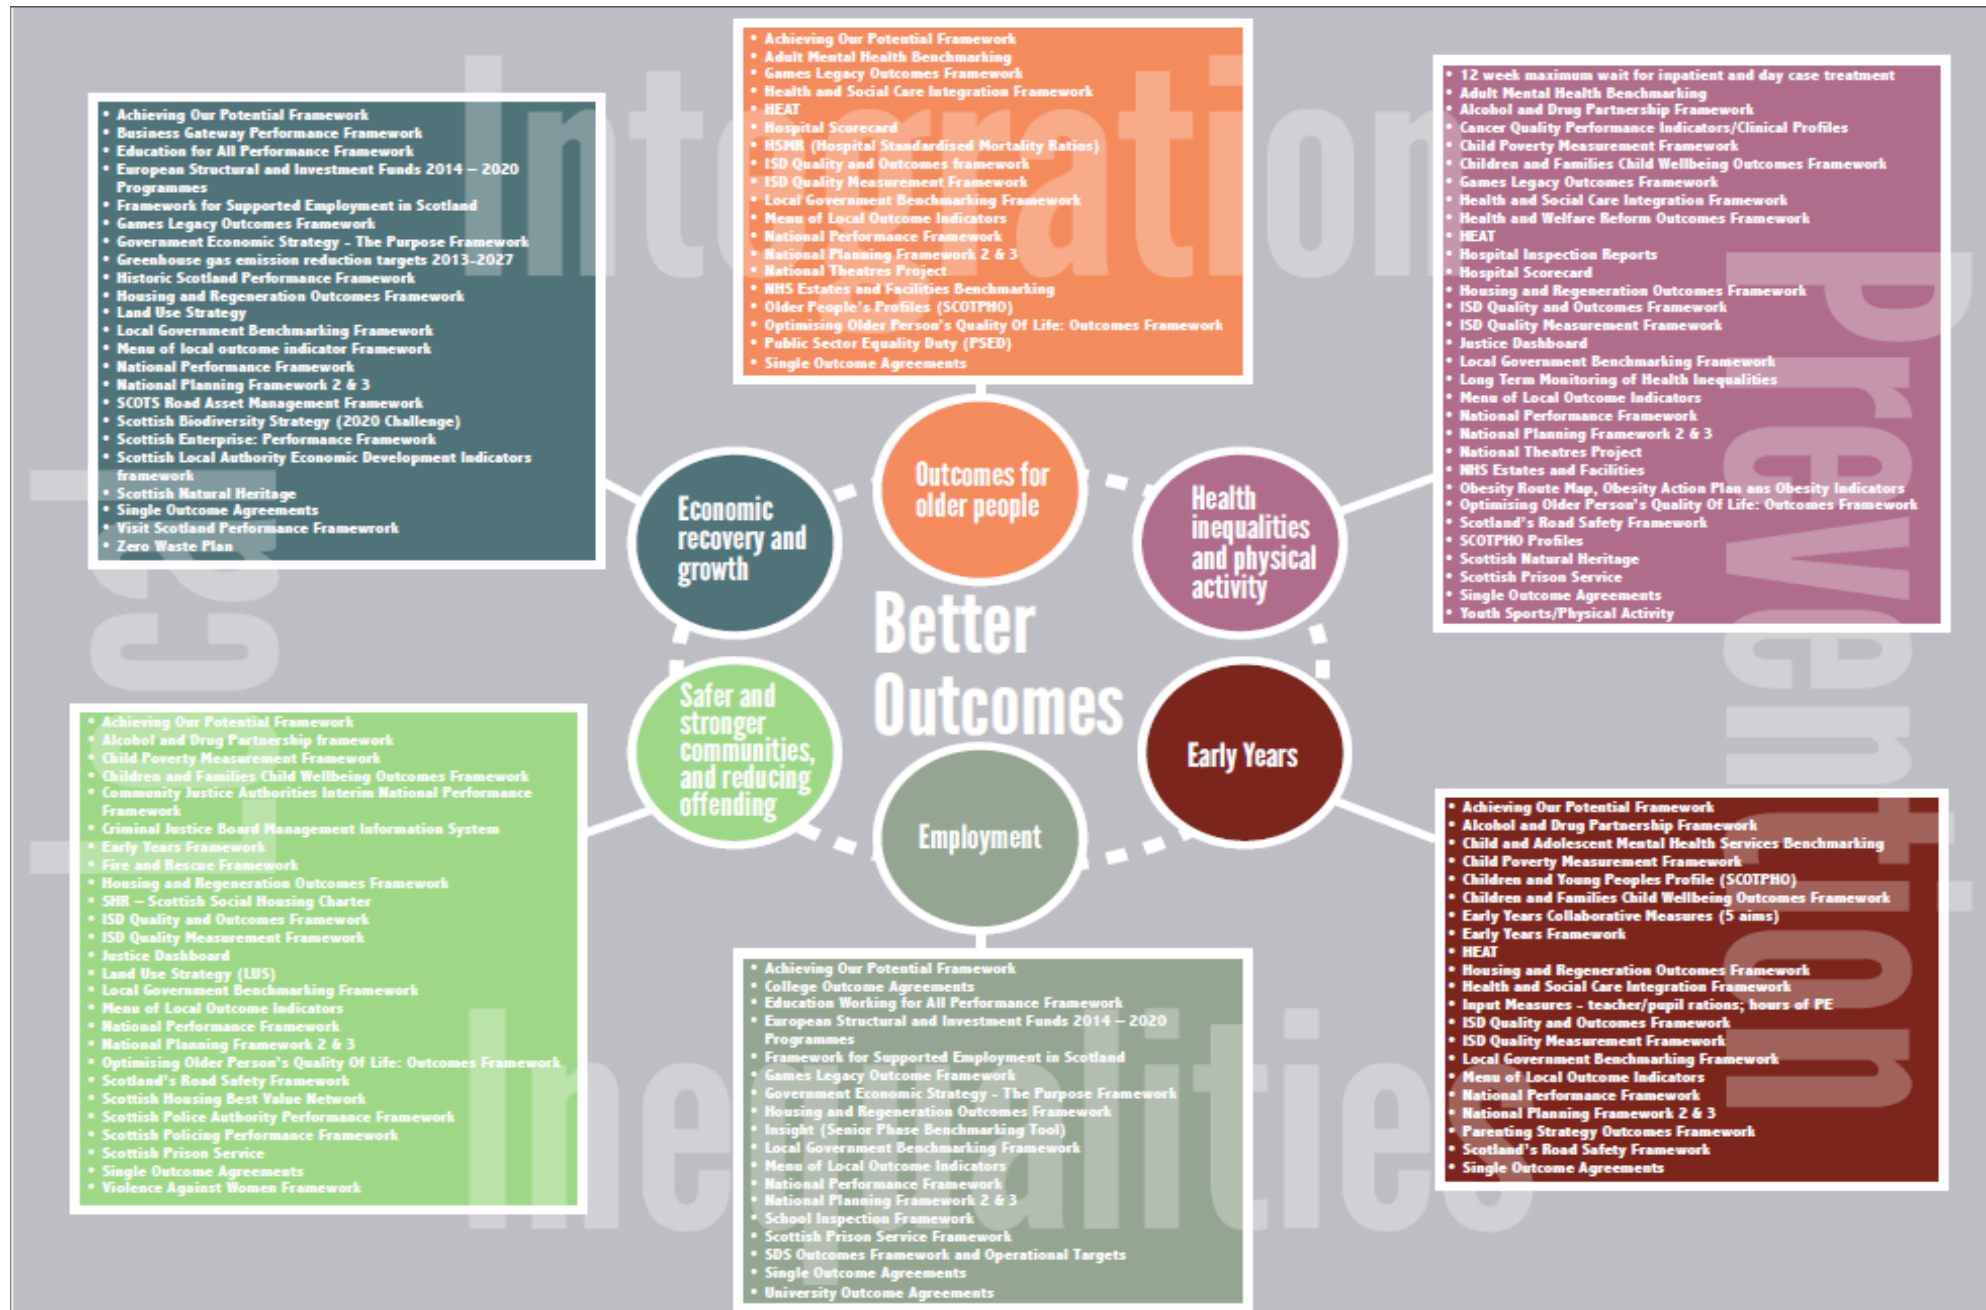 Integration
Prevention
Inequalities
• Achieving Our Potential Framework
• Business Gateway Performance Framework
• Education for All Performance Framework
• European Structural and Investment Funds 2014 – 2020
Programmes
• Framework for Supported Employment in Scotland
• Games Legacy Outcomes Framework
• Government Economic Strategy - The Purpose Framework
• Greenhouse gas emission reduction targets 2013-2027
• Historic Scotland Performance Framework
• Housing and Regeneration Outcomes Framework
• Land Use Strategy
• Local Government Benchmarking Framework
• Menu of local outcome indicator Framework
• National Performance Framework
• National Planning Framework 2 & 3
• SCOTS Road Asset Management Framework
• Scottish Biodiversity Strategy (2020 Challenge)
• Scottish Enterprise: Performance Framework
• Scottish Local Authority Economic Development Indicators
framework
• Scottish Natural Heritage
• Single Outcome Agreements
• Visit Scotland Performance Framewrork
• Zero Waste Plan
• Achieving Our Potential Framework
• Adult Mental Health Benchmarking
• Games Legacy Outcomes Framework
• Health and Social Care Integration Framework
• HEAT
• Hospital Scorecard
• HSMR (Hospital Standardised Mortality Ratios)
• ISD Quality and Outcomes framework
• ISD Quality Measurement Framework
• Local Government Benchmarking Framework
• Menu of Local Outcome Indicators
• National Performance Framework
• National Planning Framework 2 & 3
• National Theatres Project
• NHS Estates and Facilities Benchmarking
• Older People's Profiles (SCOTPHO)
• Optimising Older Person's Quality Of Life: Outcomes Framework
• Public Sector Equality Duty (PSED)
• Single Outcome Agreements
• 12 week maximum wait for inpatient and day case treatment
• Adult Mental Health Benchmarking
• Alcohol and Drug Partnership Framework
• Cancer Quality Performance Indicators/Clinical Profiles
• Child Poverty Measurement Framework
• Children and Families Child Wellbeing Outcomes Framework
• Games Legacy Outcomes Framework
• Health and Social Care Integration Framework
• Health and Welfare Reform Outcomes Framework
• HEAT
• Hospital Inspection Reports
• Hospital Scorecard
• Housing and Regeneration Outcomes Framework
• ISD Quality and Outcomes Framework
• ISD Quality Measurement Framework
• Justice Dashboard
• Local Government Benchmarking Framework
• Long Term Monitoring of Health Inequalities
• Menu of Local Outcome Indicators
• National Performance Framework
• National Planning Framework 2 & 3
• National Theatres Project
• NHS Estates and Facilities
• Obesity Route Map, Obesity Action Plan ans Obesity Indicators
• Optimising Older Person's Quality Of Life: Outcomes Framework
• Scotland's Road Safety Framework
• SCOTPHO Profiles
• Scottish Natural Heritage
• Scottish Prison Service
• Single Outcome Agreements
• Youth Sports/Physical Activity
Economic
recovery and
growth
Outcomes for
older people
Health
inequalities
and physical
activity
Better
Outcomes
Safer and
stronger
communities,
and reducing
offending
Employment
Early Years
• Achieving Our Potential Framework
• Alcohol and Drug Partnership framework
• Child Poverty Measurement Framework
• Children and Families Child Wellbeing Outcomes Framework
• Community Justice Authorities Interim National Performance
Framework
• Criminal Justice Board Management Information System
• Early Years Framework
• Fire and Rescue Framework
• Housing and Regeneration Outcomes Framework
• SHR – Scottish Social Housing Charter
• ISD Quality and Outcomes Framework
• ISD Quality Measurement Framework
• Justice Dashboard
• Land Use Strategy (LUS)
• Local Government Benchmarking Framework
• Menu of Local Outcome Indicators
• National Performance Framework
• National Planning Framework 2 & 3
• Optimising Older Person's Quality Of Life: Outcomes Framework
• Scotland's Road Safety Framework
• Scottish Housing Best Value Network
• Scottish Police Authority Performance Framework
• Scottish Policing Performance Framework
• Scottish Prison Service
• Single Outcome Agreements
• Violence Against Women Framework
• Achieving Our Potential Framework
• College Outcome Agreements
• Education Working for All Performance Framework
• European Structural and Investment Funds 2014 – 2020
Programmes
• Framework for Supported Employment in Scotland
• Games Legacy Outcome Framework
• Government Economic Strategy - The Purpose Framework
• Housing and Regeneration Outcomes Framework
• Insight (Senior Phase Benchmarking Tool)
• Local Government Benchmarking Framework
• Menu of Local Outcome Indicators
• National Performance Framework
• National Planning Framework 2 & 3
• School Inspection Framework
• Scottish Prison Service Framework
• SDS Outcomes Framework and Operational Targets
• Single Outcome Agreements
• University Outcome Agreements
• Achieving Our Potential Framework
• Alcohol and Drug Partnership Framework
• Child and Adolescent Mental Health Services Benchmarking
• Child Poverty Measurement Framework
• Children and Young Peoples Profile (SCOTPHO)
• Children and Families Child Wellbeing Outcomes Framework
• Early Years Collaborative Measures (5 aims)
• Early Years Framework
• HEAT
• Housing and Regeneration Outcomes Framework
• Health and Social Care Integration Framework
• Input Measures - teacher/pupil rations; hours of PE
• ISD Quality and Outcomes Framework
• ISD Quality Measurement Framework
• Local Government Benchmarking Framework
• Menu of Local Outcome Indicators
• National Performance Framework
• National Planning Framework 2 & 3
• Parenting Strategy Outcomes Framework
• Scotland's Road Safety Framework
• Single Outcome Agreements